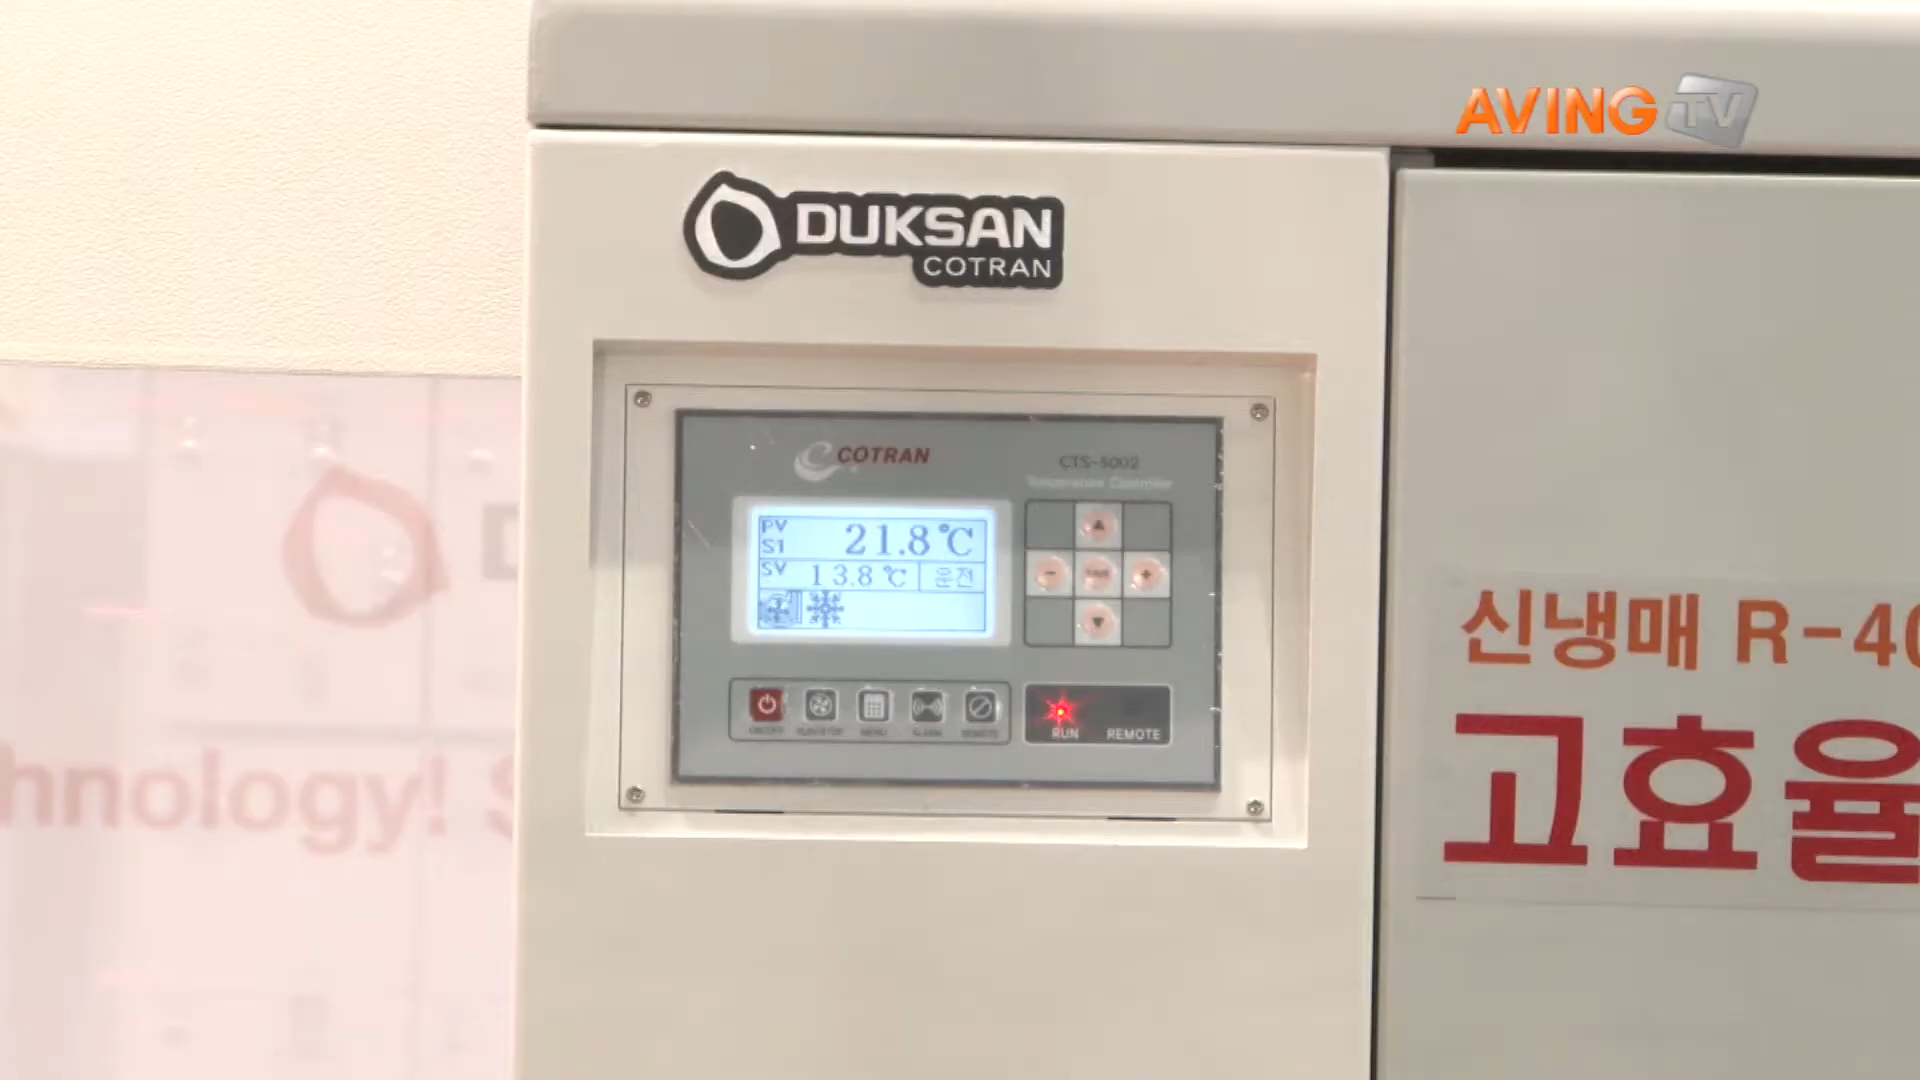 AVING TV
DUKSAN
COTRAN
COTRAN
CTS-5002
Temperature Controller
PV
S1
21.8℃
SV
13.8℃
운전
ON/OFF RUN/STOP MENU ALARM REMOTE
RUN REMOTE
신냉매 R-40
고효율
hnology! S